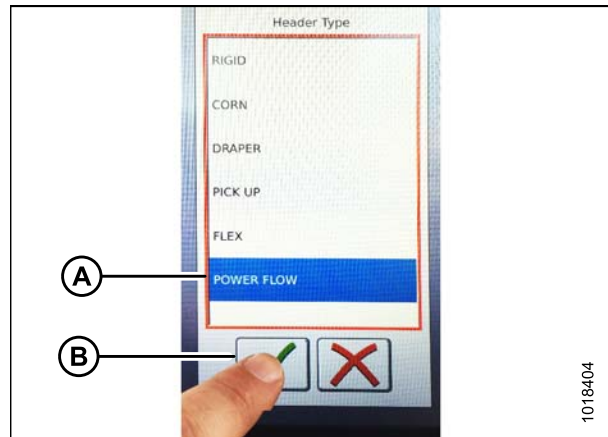 Header Type
RIGID
CORN
DRAPER
PICK UP
FLEX
A
POWER FLOW
B
1018404